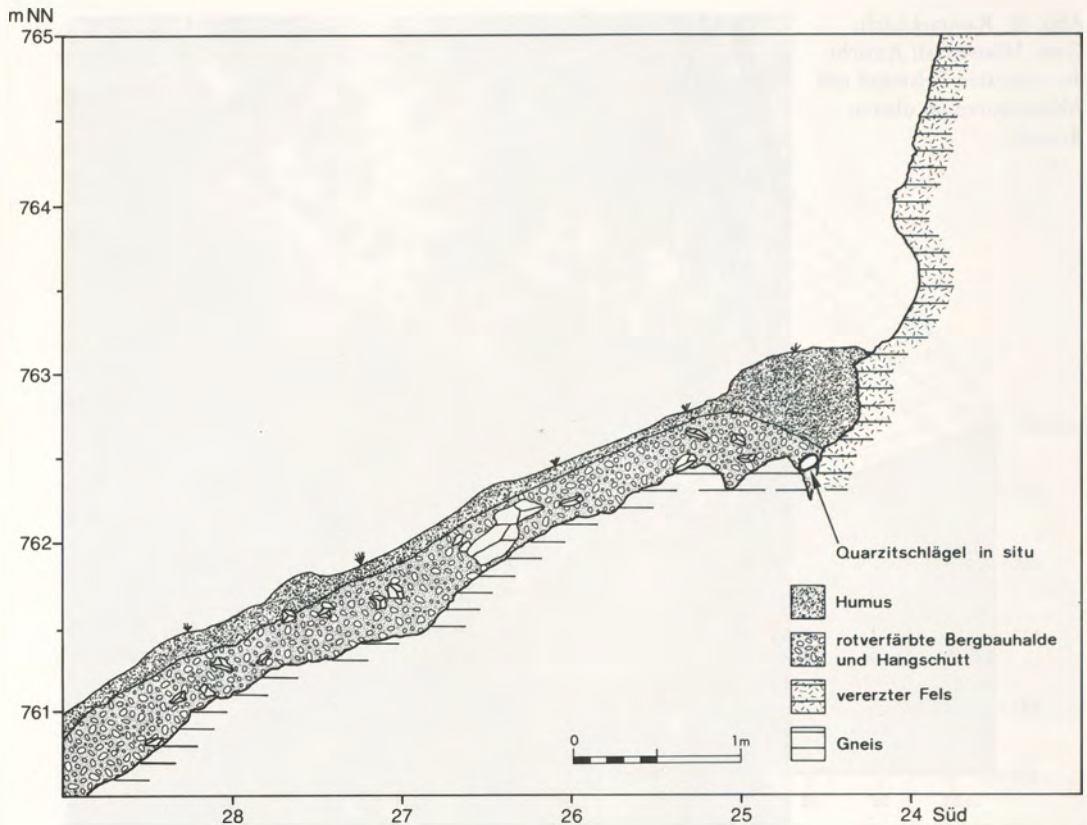 mNN
765
764
763
762
761
Quarzitschlägel in situ
Humus
rotverfärbte Bergbauhalde
und Hangschutt
vererzter Fels
Gneis
0 1m
28 27 26 25 24 Süd